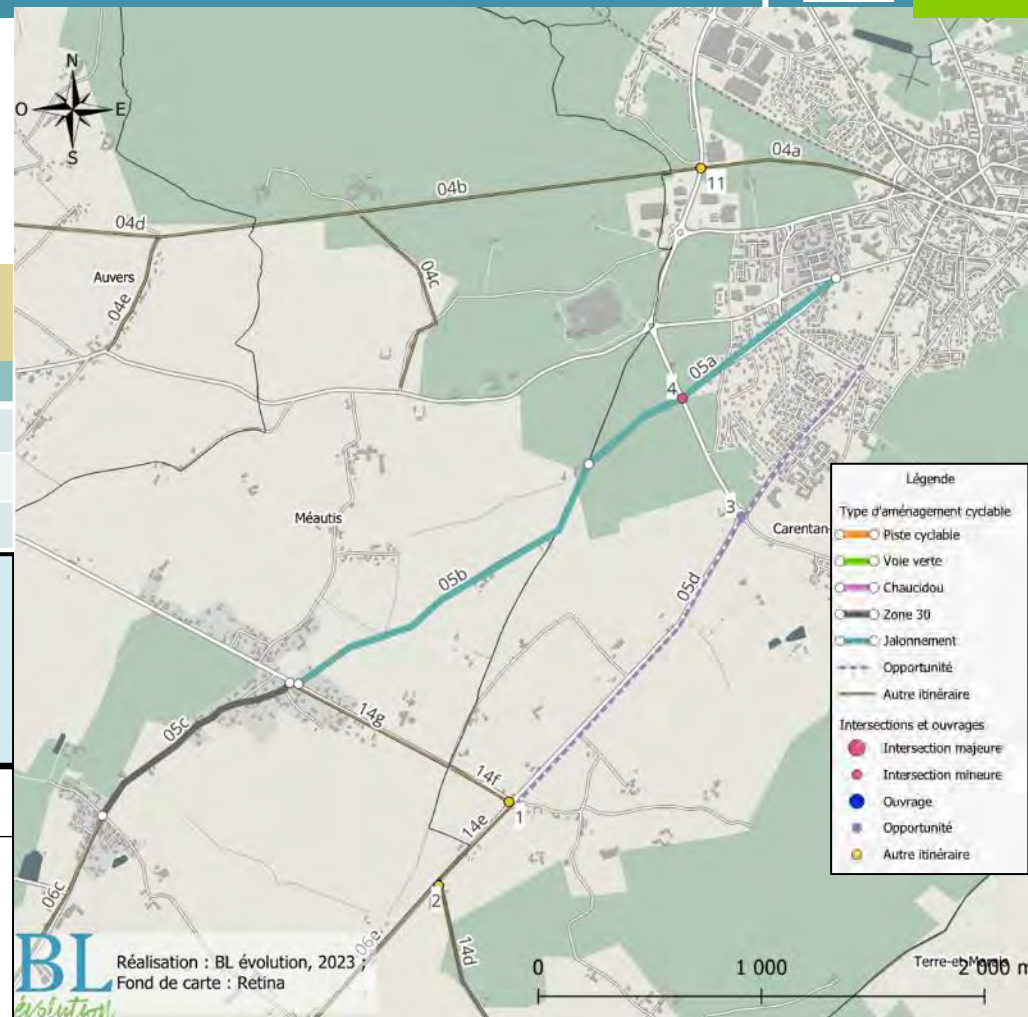 N
O
E
S
04a
11
04b
04d
Auvers
04c
04e
05a
4
Méautis
3
Carentan-
05b
05d
05c
14g
14f
1
14e
2
06c
06e
14d
Légende
Type d'aménagement cyclable
Piste cyclable
Voie verte
Chaucidou
Zone 30
Jalonnement
Opportunité
Autre itinéraire
Intersections et ouvrages
Intersection majeure
Intersection mineure
Ouvrage
Opportunité
Autre itinéraire
BL
évolution
Réalisation : BL évolution, 2023 ;
Fond de carte : Retina
0 1 000 2 000 m
Terre-et-Marais